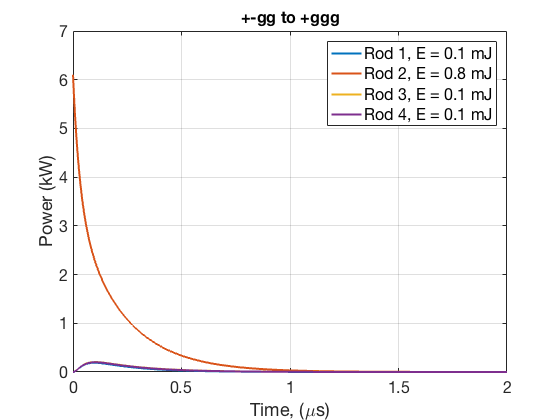 +-gg to +ggg
Rod 1, E = 0.1 mJ
Rod 2, E = 0.8 mJ
Rod 3, E = 0.1 mJ
Rod 4, E = 0.1 mJ
Power (kW)
7
6
5
4
3
2
1
0
0 0.5 1 1.5 2
Time, (μs)